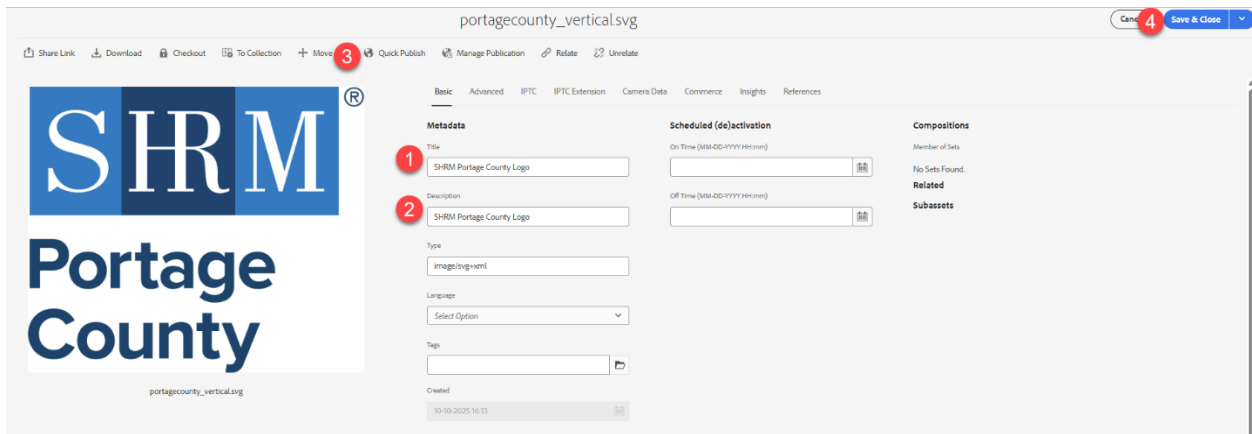 portagecounty_vertical.svg
Save & Close
4
Share Link Download Checkout To Collection Move 3 Quick Publish Manage Publication Relate Unrelate
SHRM®
Portage
County
portagecounty_vertical.svg
Basic Advanced IPTC IPTC Extension Camera Data Commerce Insights References
Metadata
Title
1
SHRM Portage County Logo
Description
2
SHRM Portage County Logo
Type
image/svg+xml
Language
Select Option
Tags
Created
10-10-2025 16:13
Scheduled (de)activation
On Time (MM-DD-YYYY HH:mm)
Off Time (MM-DD-YYYY HH:mm)
Compositions
Member of Sets
No Sets Found.
Related
Subassets